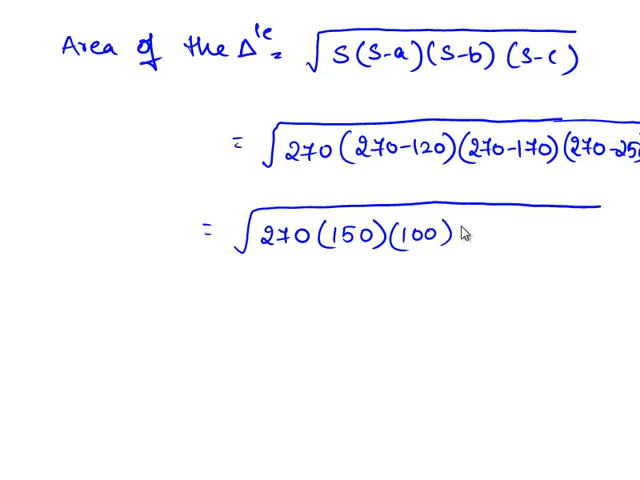 Area of the Δ^le = √S(S-a)(S-b)(S-c)
= √270(270-120)(270-170)(270-25
= √270(150)(100)